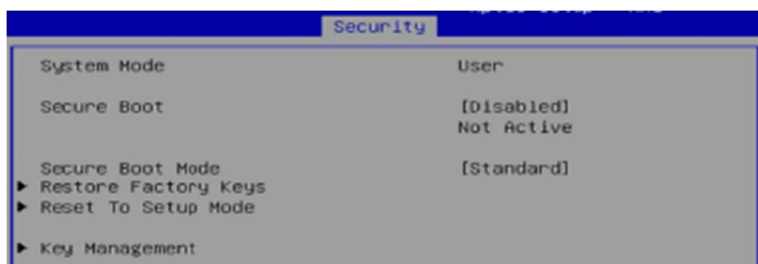 Security
System Mode User
Secure Boot [Disabled]
Not Active
Secure Boot Mode [Standard]
► Restore Factory Keys
► Reset To Setup Mode
► Key Management